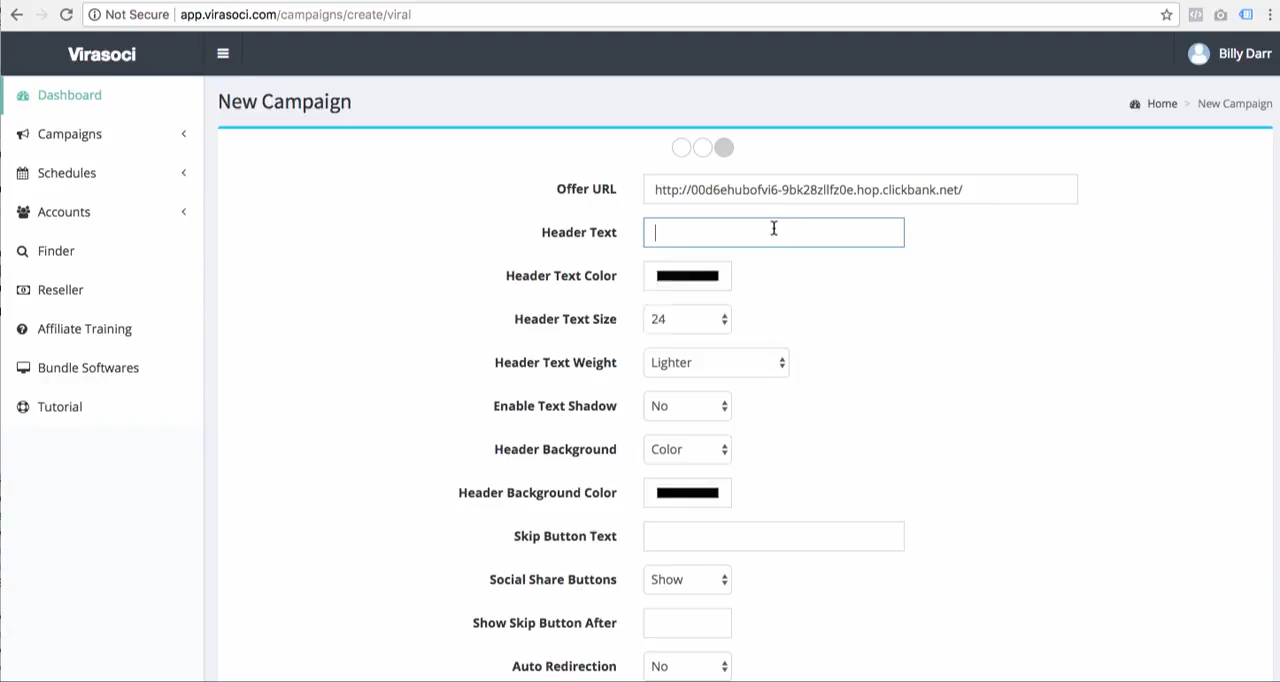 Not Secure app.virasoci.com/campaigns/create/viral
Virasoci Billy Darr
Dashboard
Campaigns
Schedules
Accounts
Finder
Reseller
Affiliate Training
Bundle Softwares
Tutorial
New Campaign
Home > New Campaign
Offer URL http://00d6ehubofvi6-9bk28zllfz0e.hop.clickbank.net/
Header Text
Header Text Color
Header Text Size 24
Header Text Weight Lighter
Enable Text Shadow No
Header Background Color
Header Background Color
Skip Button Text
Social Share Buttons Show
Show Skip Button After
Auto Redirection No